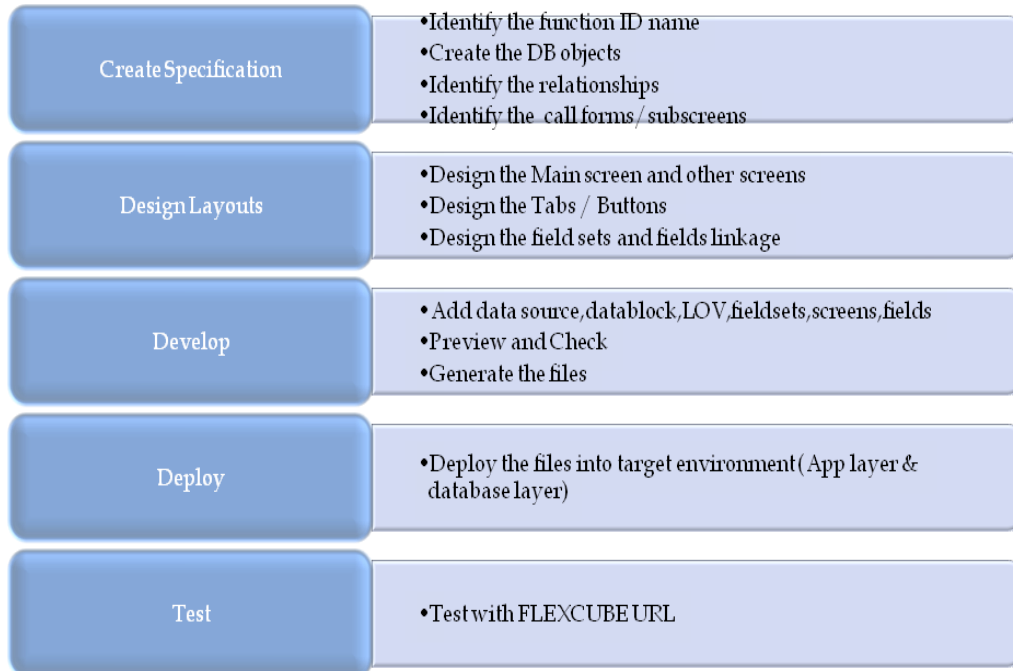 Create Specification
•Identify the function ID name
•Create the DB objects
•Identify the relationships
•Identify the call forms/subscreens
Design Layouts
•Design the Main screen and other screens
•Design the Tabs / Buttons
•Design the field sets and fields linkage
Develop
•Add data source,datablock,LOV,fieldsets,screens,fields
•Preview and Check
•Generate the files
Deploy
•Deploy the files into target environment( App layer &
database layer)
Test
•Test with FLEXCUBE URL